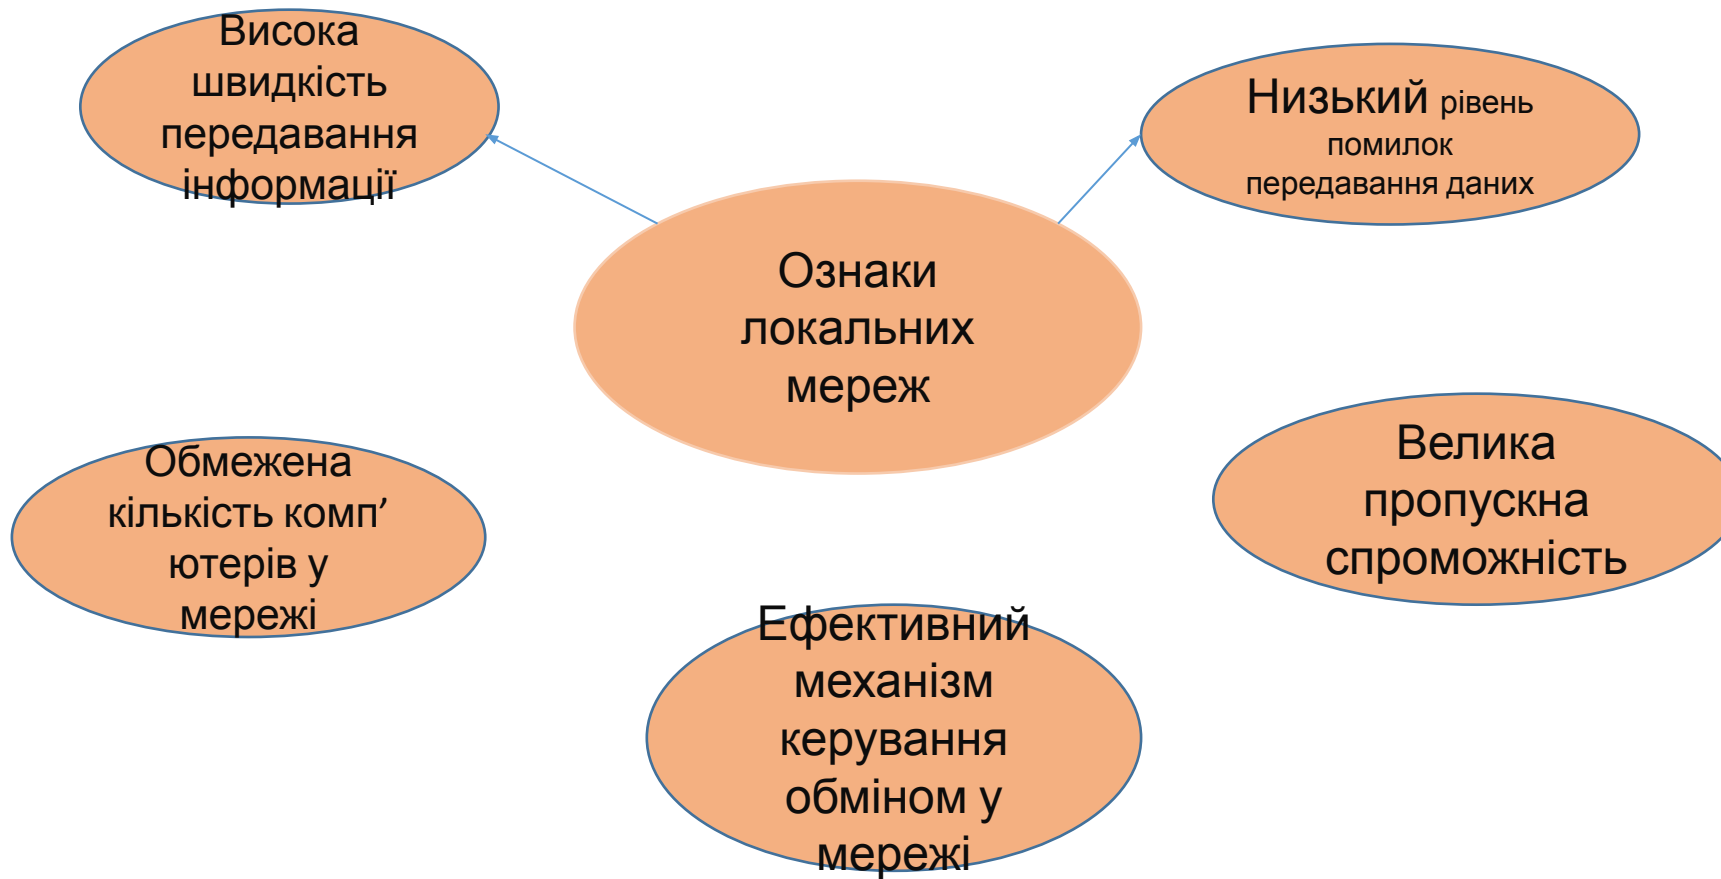 Висока
швидкість
передавання
інформації
Низький рівень
помилок
передавання даних
Ознаки
локальних
мереж
Обмежена
кількість комп’
ютерів у
мережі
Велика
пропускна
спроможність
Ефективний
механізм
керування
обміном у
мережі